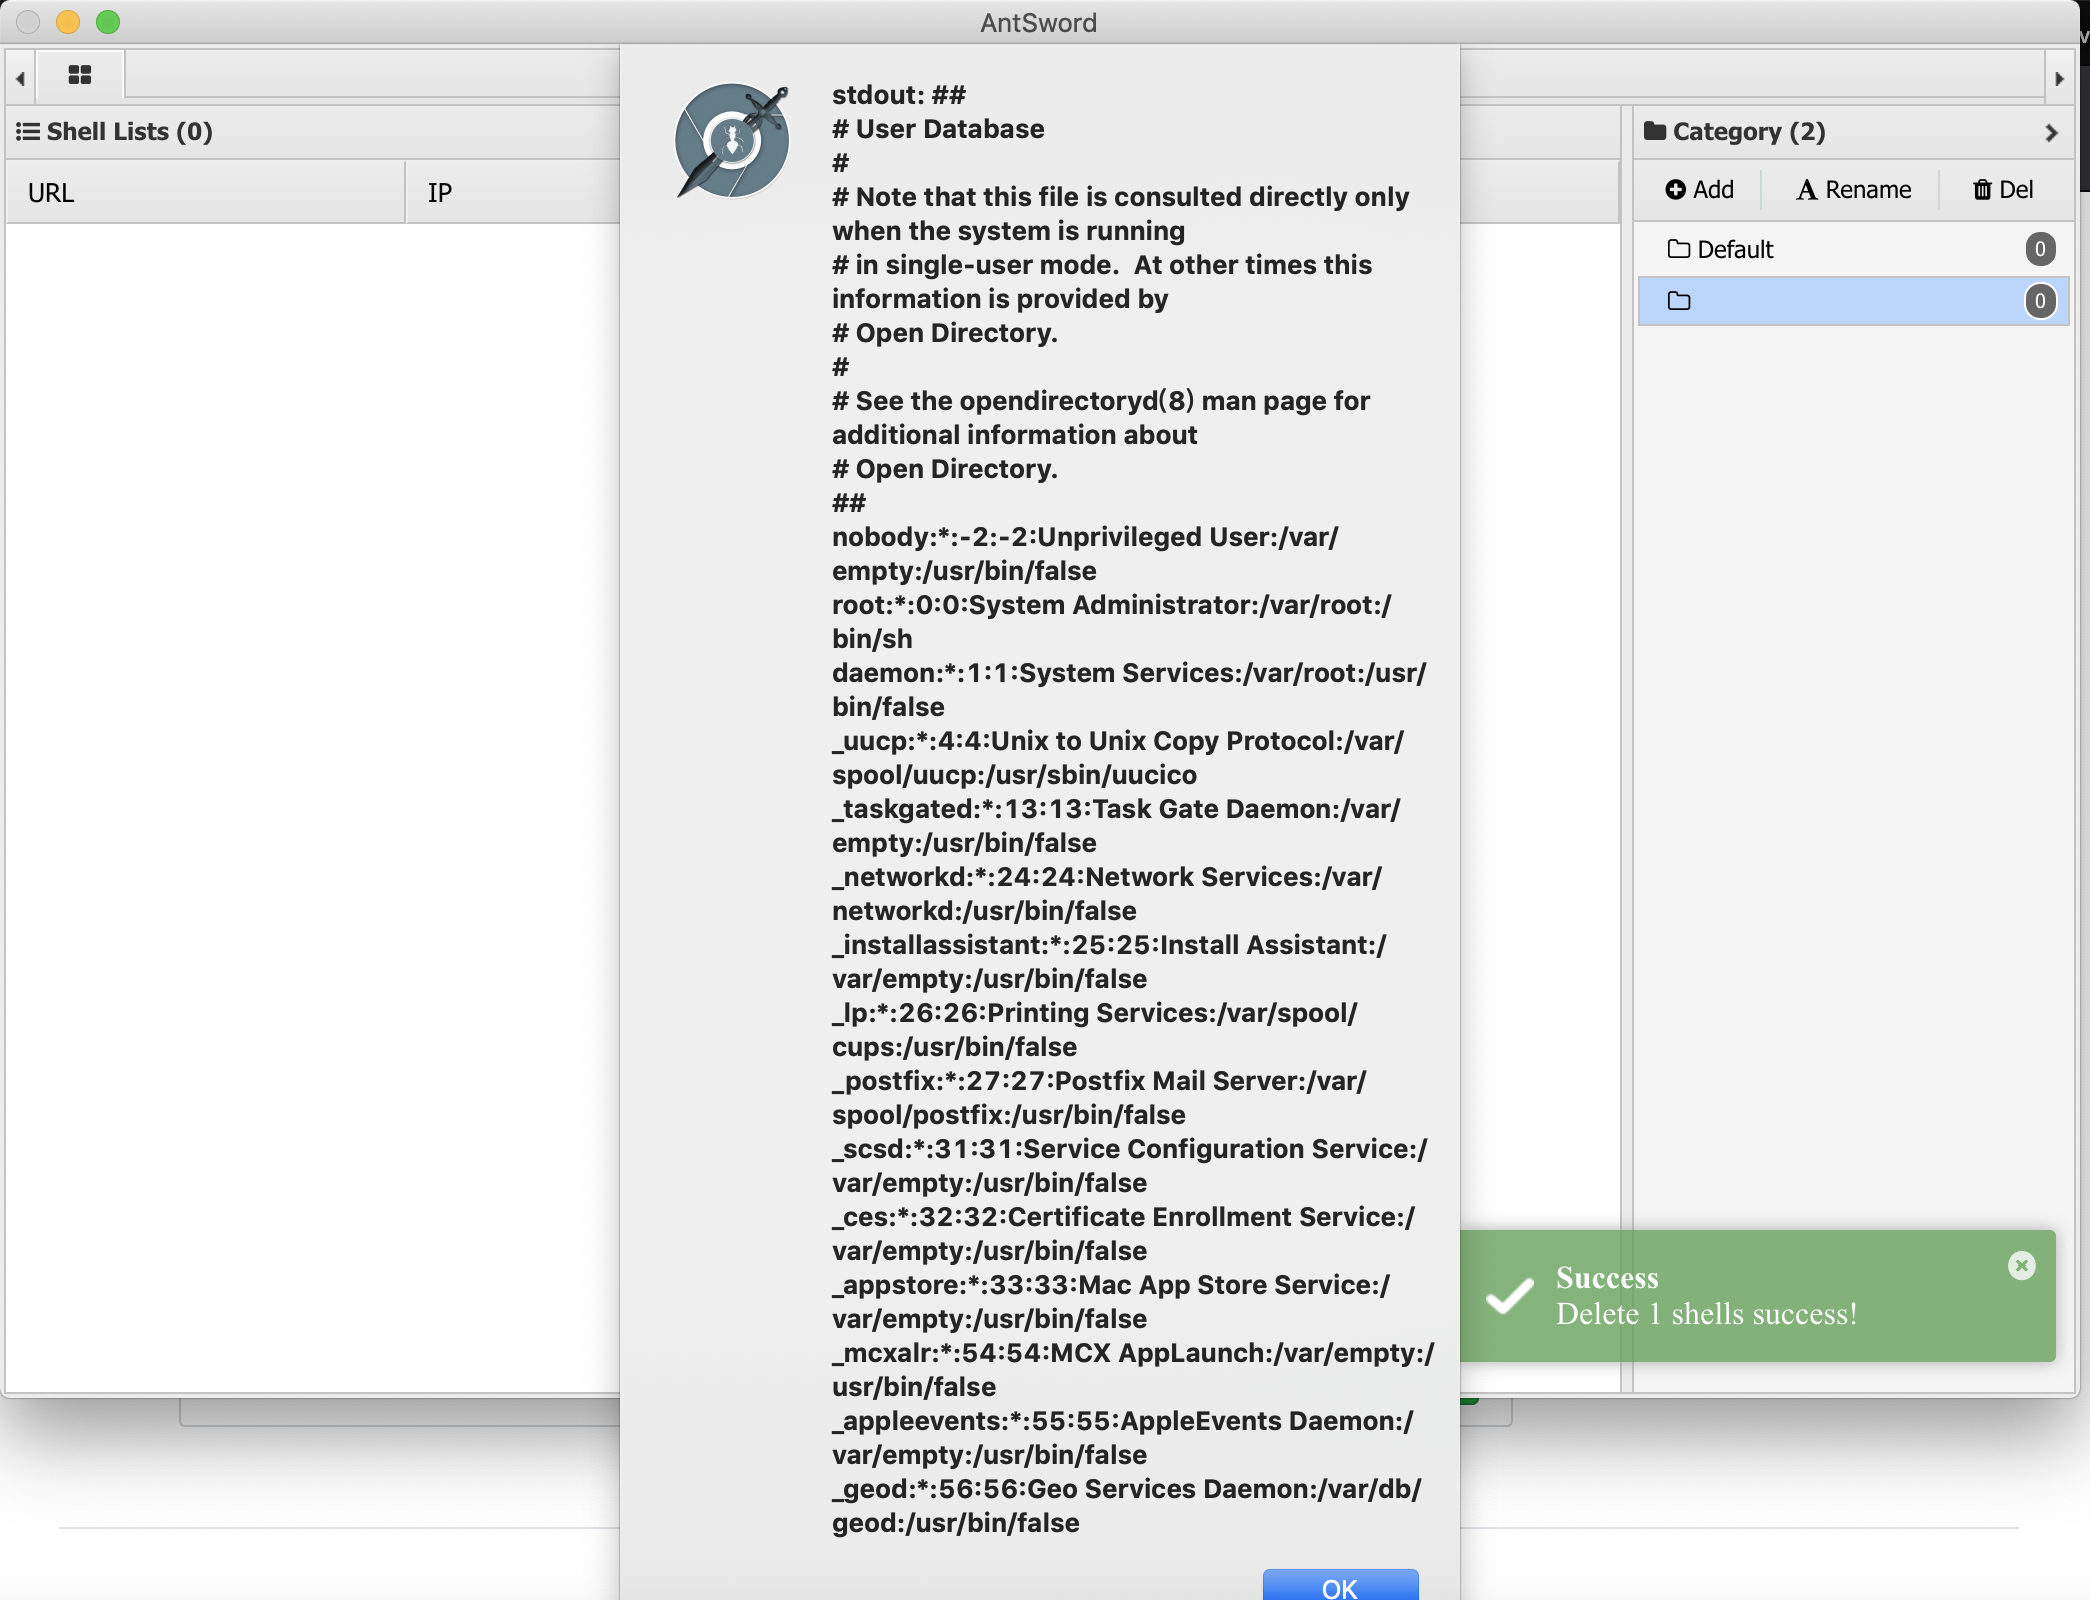 AntSword
Shell Lists (0)
URL
IP
stdout: ##
# User Database
#
# Note that this file is consulted directly only
when the system is running
# in single-user mode.  At other times this
information is provided by
# Open Directory.
#
# See the opendirectoryd(8) man page for
additional information about
# Open Directory.
##
nobody:*:-2:-2:Unprivileged User:/var/
empty:/usr/bin/false
root:*:0:0:System Administrator:/var/root:/
bin/sh
daemon:*:1:1:System Services:/var/root:/usr/
bin/false
_uucp:*:4:4:Unix to Unix Copy Protocol:/var/
spool/uucp:/usr/sbin/uucico
_taskgated:*:13:13:Task Gate Daemon:/var/
empty:/usr/bin/false
_networkd:*:24:24:Network Services:/var/
networkd:/usr/bin/false
_installassistant:*:25:25:Install Assistant:/
var/empty:/usr/bin/false
_lp:*:26:26:Printing Services:/var/spool/
cups:/usr/bin/false
_postfix:*:27:27:Postfix Mail Server:/var/
spool/postfix:/usr/bin/false
_scsd:*:31:31:Service Configuration Service:/
var/empty:/usr/bin/false
_ces:*:32:32:Certificate Enrollment Service:/
var/empty:/usr/bin/false
_appstore:*:33:33:Mac App Store Service:/
var/empty:/usr/bin/false
_mcxalr:*:54:54:MCX AppLaunch:/var/empty:/
usr/bin/false
_appleevents:*:55:55:AppleEvents Daemon:/
var/empty:/usr/bin/false
_geod:*:56:56:Geo Services Daemon:/var/db/
geod:/usr/bin/false
OK
Category (2)
Add Rename Del
Default 0
0
Success
Delete 1 shells success!